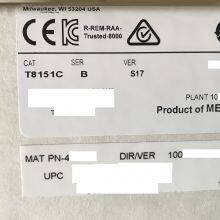 Milwaukee, WI 53204 USA
R-REM-RAA-
Trusted-8000
CAT SER VER
T8151C B S17
PLANT 10
Product of ME
MAT PN-4 DIR/VER 100
UPC